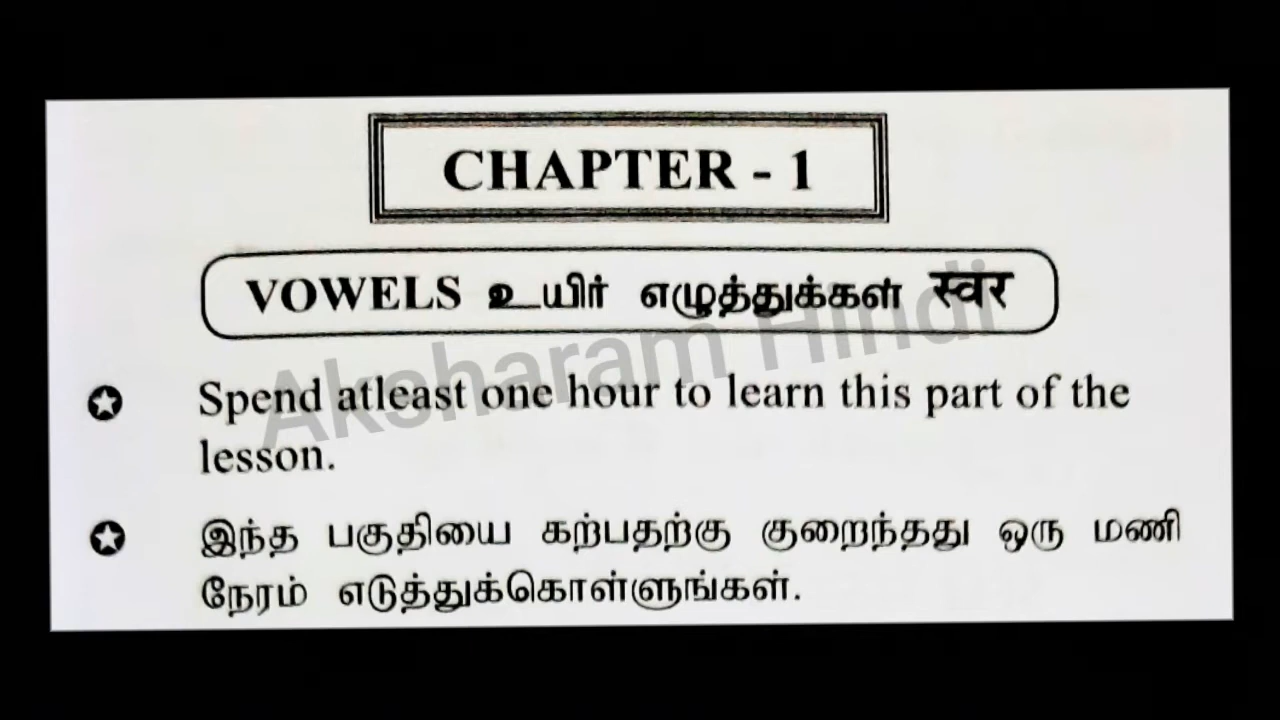 CHAPTER - 1
VOWELS உயிர் எழுத்துக்கள் स्वर
Aksharam Hindi
Spend atleast one hour to learn this part of the
lesson.
இந்த பகுதியை கற்பதற்கு குறைந்தது ஒரு மணி
நேரம் எடுத்துக்கொள்ளுங்கள்.